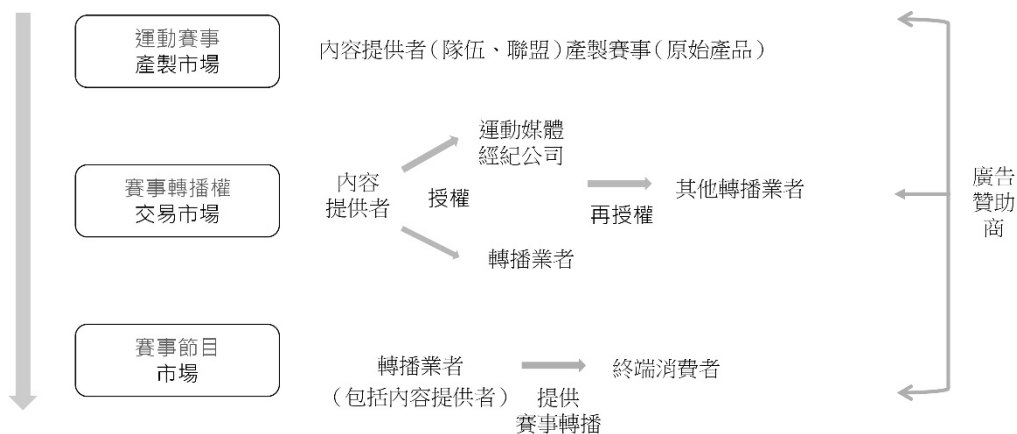 運動賽事
產製市場
內容提供者(隊伍、聯盟)產製賽事(原始產品)
賽事轉播權
交易市場
內容
提供者
授權
運動媒體
經紀公司
轉播業者
再授權
其他轉播業者
賽事節目
市場
轉播業者
(包括內容提供者)
提供
賽事轉播
終端消費者
廣告
贊助
商